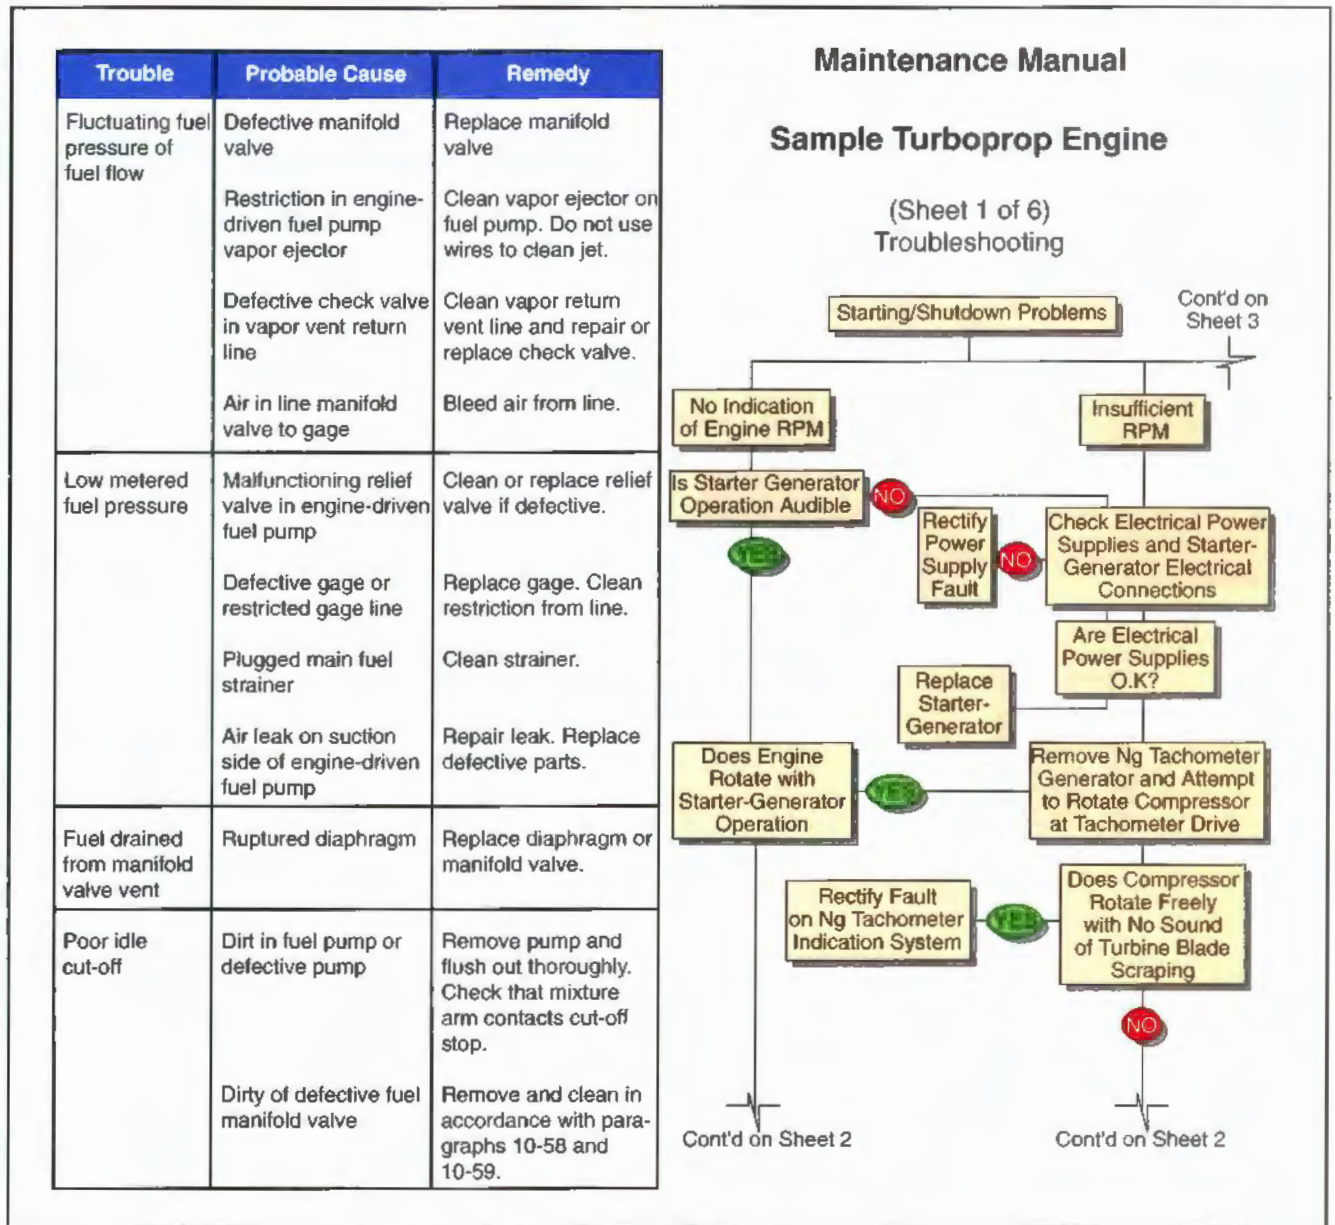 Trouble
Probable Cause
Remedy
Fluctuating fuel
pressure of
fuel flow
Defective manifold
valve
Replace manifold
valve
Restriction in engine-
driven fuel pump
vapor ejector
Clean vapor ejector on
fuel pump. Do not use
wires to clean jet.
Defective check valve
in vapor vent return
line
Clean vapor return
vent line and repair or
replace check valve.
Air in line manifold
valve to gage
Bleed air from line.
Low metered
fuel pressure
Malfunctioning relief
valve in engine-driven
fuel pump
Clean or replace relief
valve if defective.
Defective gage or
restricted gage line
Replace gage. Clean
restriction from line.
Plugged main fuel
strainer
Clean strainer.
Air leak on suction
side of engine-driven
fuel pump
Repair leak. Replace
defective parts.
Fuel drained
from manifold
valve vent
Ruptured diaphragm
Replace diaphragm or
manifold valve.
Poor idle
cut-off
Dirt in fuel pump or
defective pump
Remove pump and
flush out thoroughly.
Check that mixture
arm contacts cut-off
stop.
Dirty of defective fuel
manifold valve
Remove and clean in
accordance with para-
graphs 10-58 and
10-59.
Maintenance Manual
Sample Turboprop Engine
(Sheet 1 of 6)
Troubleshooting
Starting/Shutdown Problems
Cont'd on
Sheet 3
No Indication
of Engine RPM
Insufficient
RPM
Is Starter Generator
Operation Audible
NO
YES
Rectify
Power
Supply
Fault
NO
Check Electrical Power
Supplies and Starter-
Generator Electrical
Connections
Are Electrical
Power Supplies
O.K?
Replace
Starter-
Generator
Does Engine
Rotate with
Starter-Generator
Operation
YES
Remove Ng Tachometer
Generator and Attempt
to Rotate Compressor
at Tachometer Drive
Rectify Fault
on Ng Tachometer
Indication System
YES
Does Compressor
Rotate Freely
with No Sound
of Turbine Blade
Scraping
NO
Cont'd on Sheet 2
Cont'd on Sheet 2